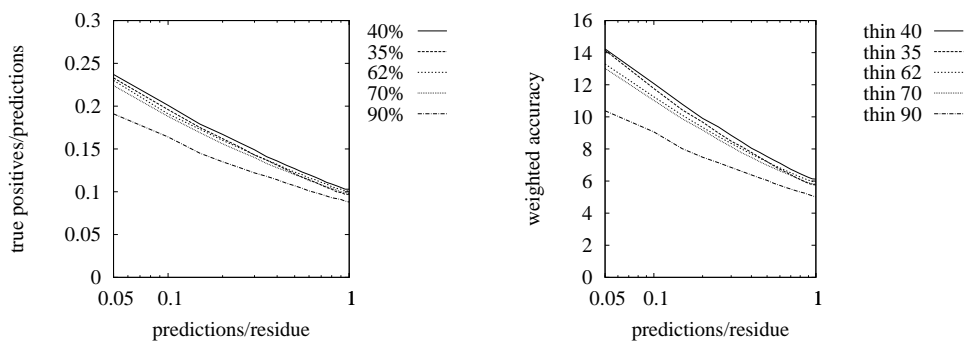 0.3
0.25
0.2
0.15
0.1
0.05
0
0.05 0.1 1
true positives/predictions
predictions/residue
40%
35%
62%
70%
90%
16
14
12
10
8
6
4
2
0
0.05 0.1 1
weighted accuracy
predictions/residue
thin 40
thin 35
thin 62
thin 70
thin 90